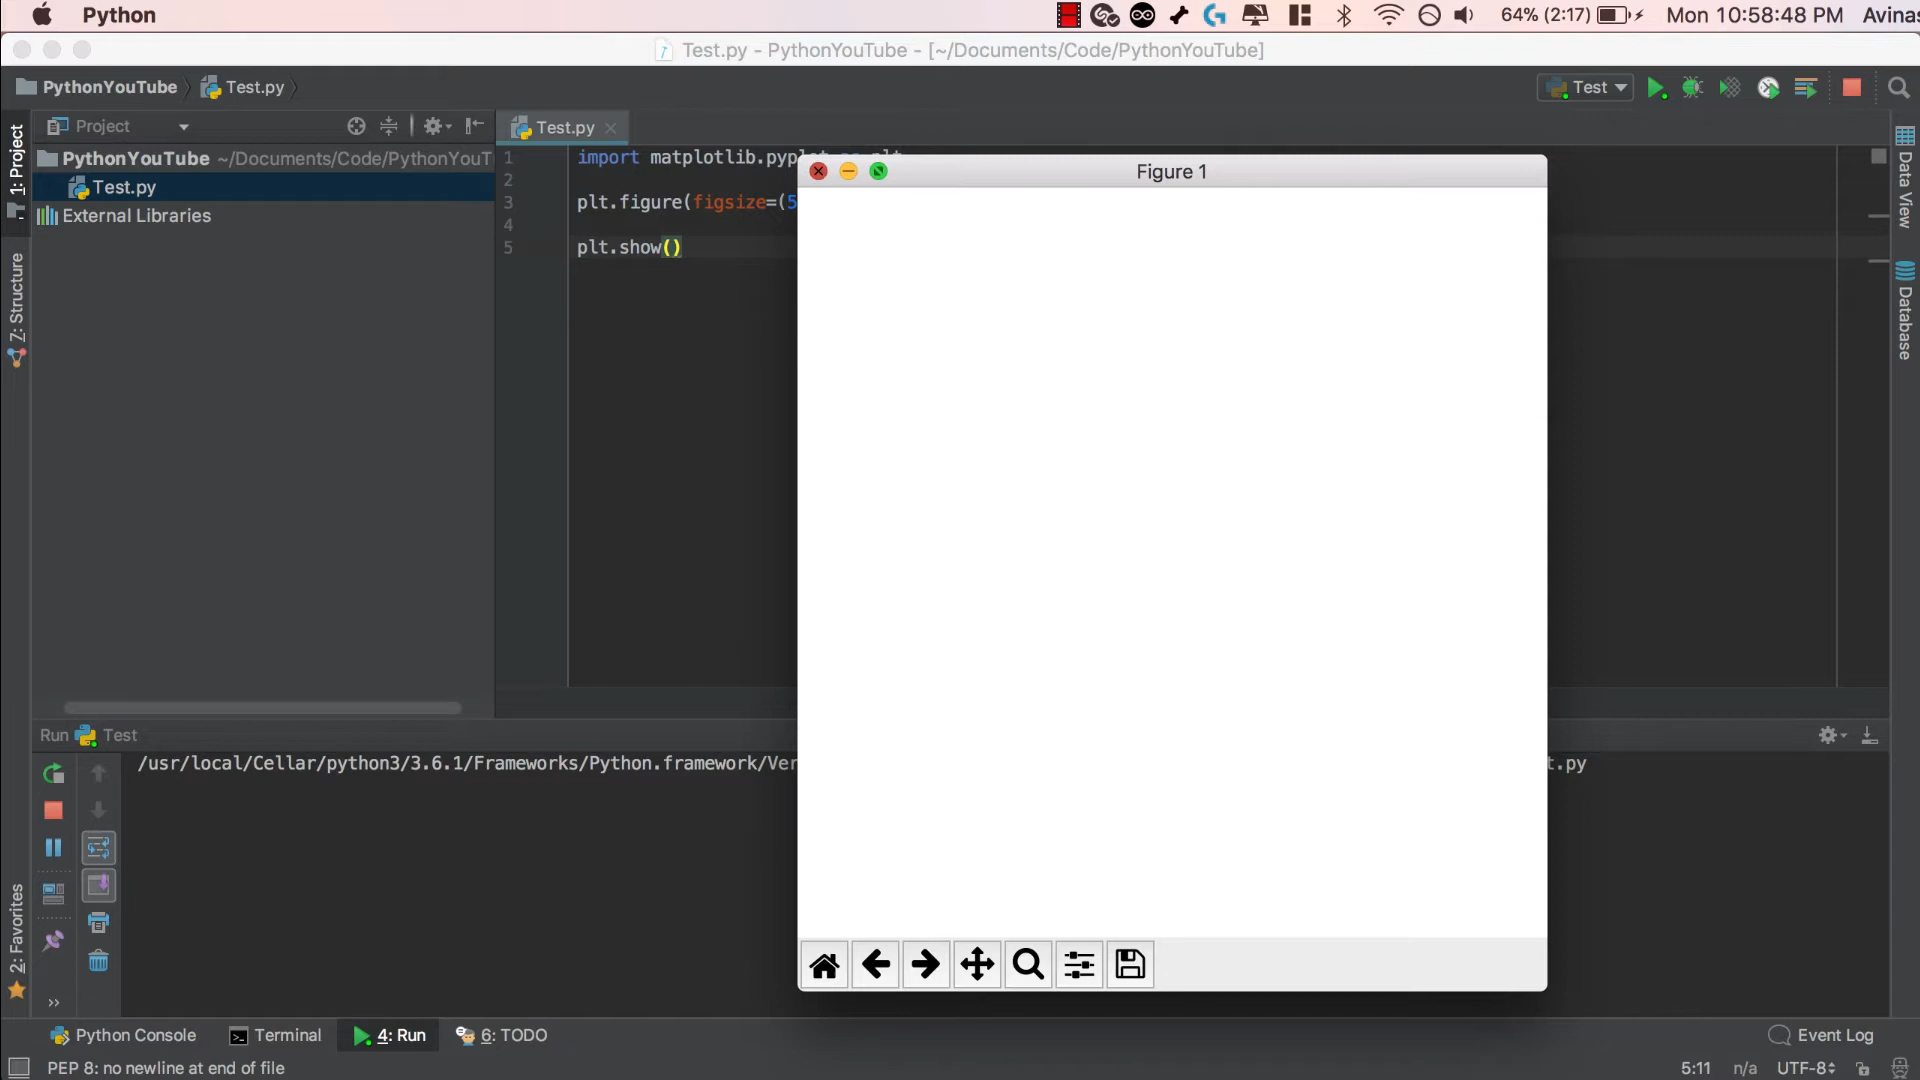 Python
64% (2:17)
Mon 10:58:48 PM
Avinas
Test.py - PythonYouTube - [~/Documents/Code/PythonYouTube]
PythonYouTube
Test.py
Test
Project
Test.py
1: Project
PythonYouTube ~/Documents/Code/PythonYouT
Test.py
External Libraries
Z: Structure
2: Favorites
1 import matplotlib.pyplot as plt
2
3 plt.figure(figsize=(5
4
5 plt.show()
Figure 1
Data View
Database
Run Test
/usr/local/Cellar/python3/3.6.1/Frameworks/Python.framework/Ver
t.py
Python Console
Terminal
4: Run
6: TODO
Event Log
PEP 8: no newline at end of file
5:11
n/a
UTF-8